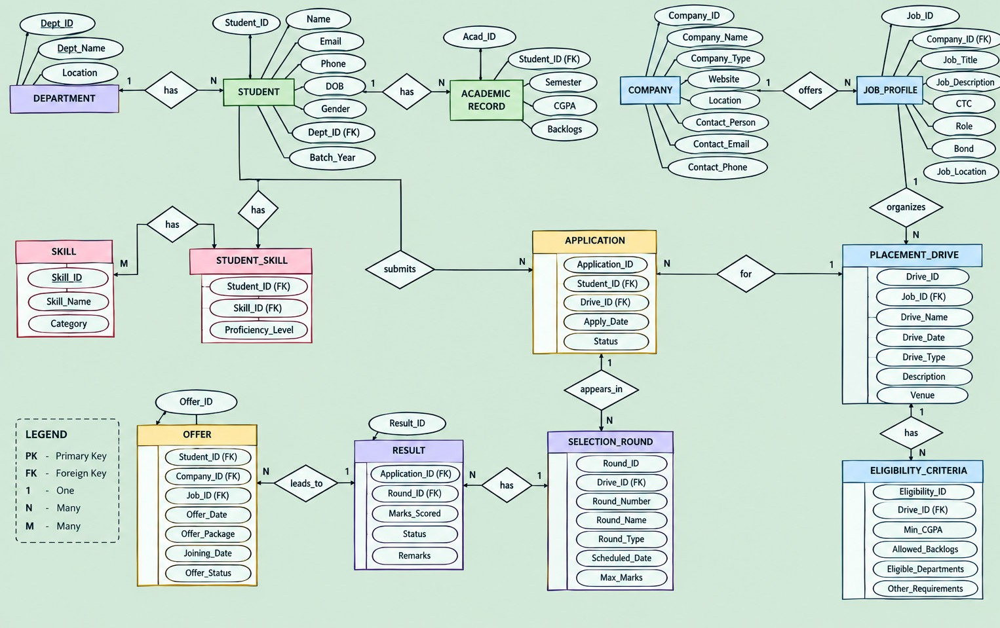 Dept_ID
Dept_Name
Location
DEPARTMENT
1
has
N
Student_ID
Name
Email
Phone
DOB
Gender
Dept_ID (FK)
Batch_Year
STUDENT
1
has
N
Acad_ID
Student_ID (FK)
Semester
CGPA
Backlogs
ACADEMIC
RECORD
Company_ID
Company_Name
Company_Type
Website
Location
Contact_Person
Contact_Email
Contact_Phone
COMPANY
1
offers
N
Job_ID
Company_ID (FK)
Job_Title
Job_Description
CTC
Role
Bond
Job_Location
JOB_PROFILE
1
organizes
N
has
has
M
SKILL
Skill_ID
Skill_Name
Category
STUDENT_SKILL
Student_ID (FK)
Skill_ID (FK)
Proficiency_Level
submits
N
APPLICATION
Application_ID
Student_ID (FK)
Drive_ID (FK)
Apply_Date
Status
N
for
1
PLACEMENT_DRIVE
Drive_ID
Job_ID (FK)
Drive_Name
Drive_Date
Drive_Type
Description
Venue
1
appears_in
N
1
has
N
LEGEND
PK - Primary Key
FK - Foreign Key
1 - One
N - Many
M - Many
Offer_ID
OFFER
Student_ID (FK)
Company_ID (FK)
Job_ID (FK)
Offer_Date
Offer_Package
Joining_Date
Offer_Status
N
leads_to
1
Result_ID
RESULT
Application_ID (FK)
Round_ID (FK)
Marks_Scored
Status
Remarks
N
has
1
SELECTION_ROUND
Round_ID
Drive_ID (FK)
Round_Number
Round_Name
Round_Type
Scheduled_Date
Max_Marks
ELIGIBILITY_CRITERIA
Eligibility_ID
Drive_ID (FK)
Min_CGPA
Allowed_Backlogs
Eligible_Departments
Other_Requirements